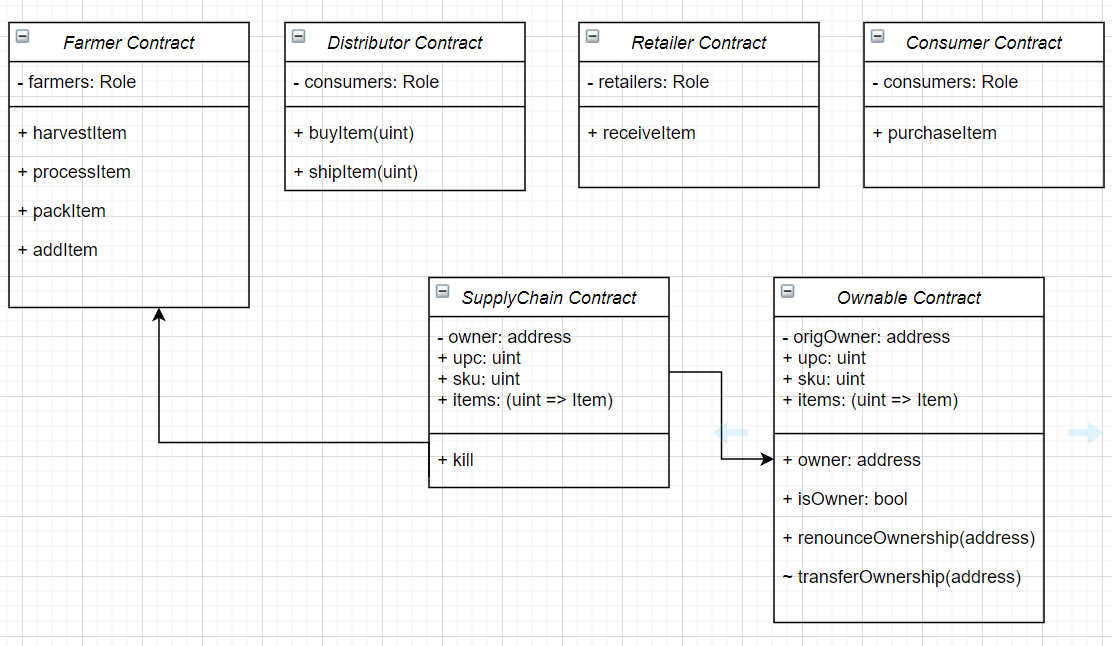 Farmer Contract
- farmers: Role
+ harvestItem
+ processItem
+ packItem
+ addItem
Distributor Contract
- consumers: Role
+ buyItem(uint)
+ shipItem(uint)
Retailer Contract
- retailers: Role
+ receiveItem
Consumer Contract
- consumers: Role
+ purchaseItem
SupplyChain Contract
- owner: address
+ upc: uint
+ sku: uint
+ items: (uint => Item)
+ kill
Ownable Contract
- origOwner: address
+ upc: uint
+ sku: uint
+ items: (uint => Item)
+ owner: address
+ isOwner: bool
+ renounceOwnership(address)
~ transferOwnership(address)